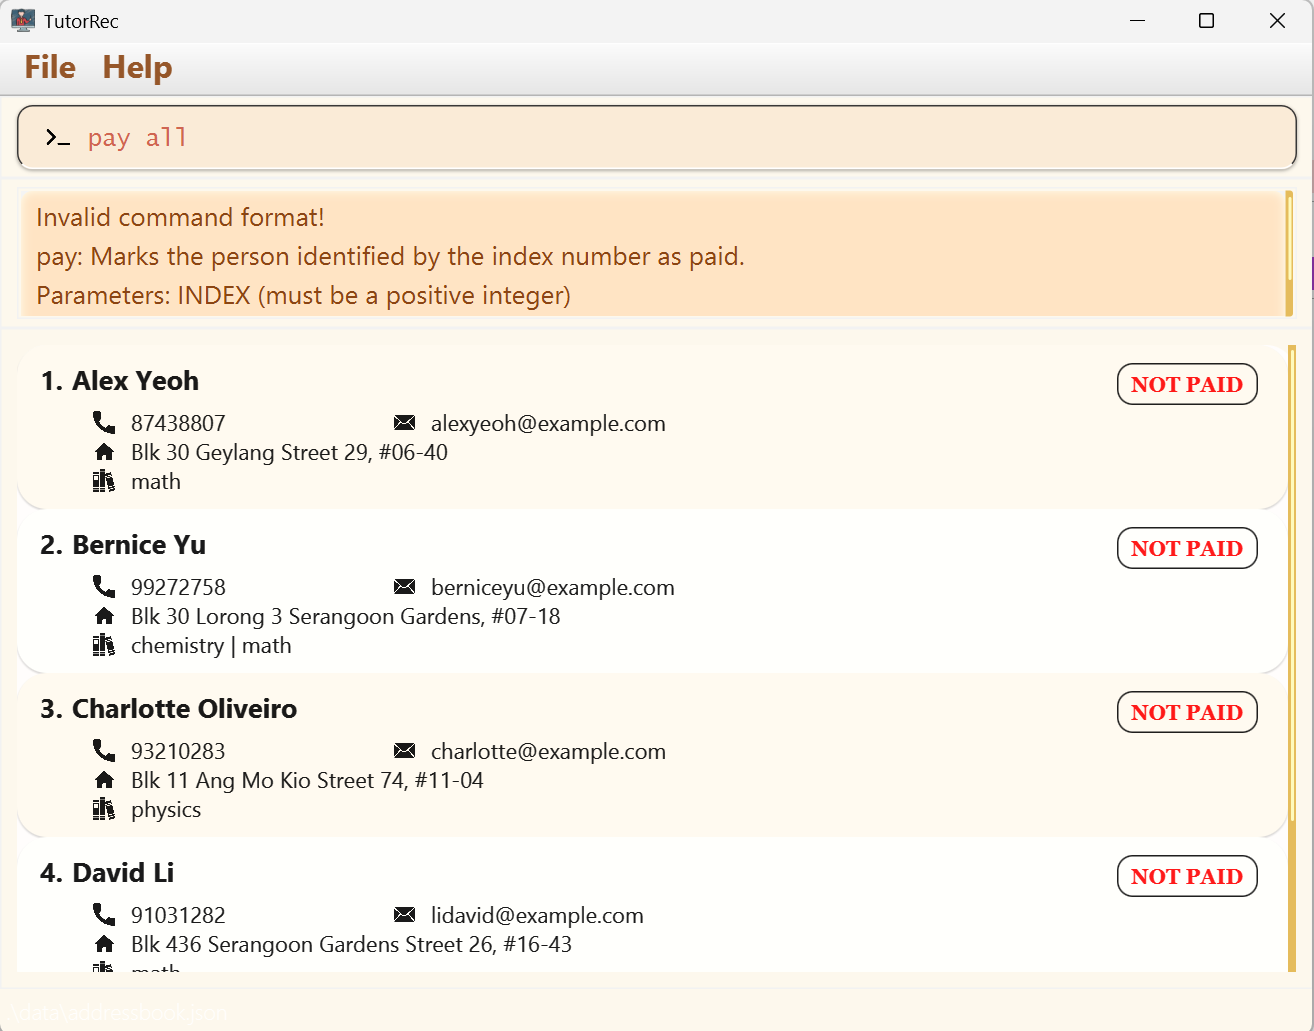 TutorRec
File Help
pay all
Invalid command format!
pay: Marks the person identified by the index number as paid.
Parameters: INDEX (must be a positive integer)
1. Alex Yeoh NOT PAID
87438807 alexyeoh@example.com
Blk 30 Geylang Street 29, #06-40
math
2. Bernice Yu NOT PAID
99272758 berniceyu@example.com
Blk 30 Lorong 3 Serangoon Gardens, #07-18
chemistry | math
3. Charlotte Oliveiro NOT PAID
93210283 charlotte@example.com
Blk 11 Ang Mo Kio Street 74, #11-04
physics
4. David Li NOT PAID
91031282 lidavid@example.com
Blk 436 Serangoon Gardens Street 26, #16-43
math
.\data\addressbook.json